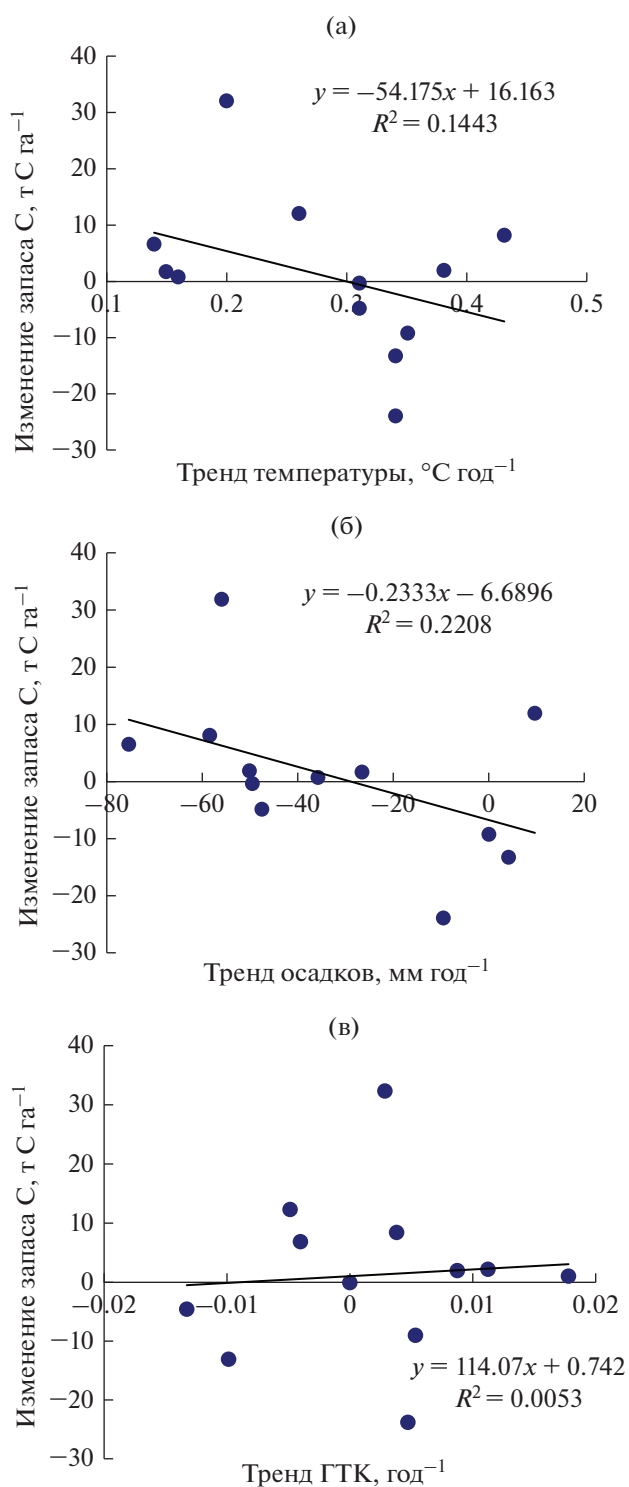 (а)
40
30
20
10
0
−10
−20
−30
0.1
0.2
0.3
0.4
0.5
y = −54.175x + 16.163
R² = 0.1443
Изменение запаса С, т С га⁻¹
Тренд температуры, °С год⁻¹
(б)
40
30
20
10
0
−10
−20
−30
−80
−60
−40
−20
0
20
y = −0.2333x − 6.6896
R² = 0.2208
Изменение запаса С, т С га⁻¹
Тренд осадков, мм год⁻¹
(в)
40
30
20
10
0
−10
−20
−30
−0.02
−0.01
0
0.01
0.02
y = 114.07x + 0.742
R² = 0.0053
Изменение запаса С, т С га⁻¹
Тренд ГТК, год⁻¹